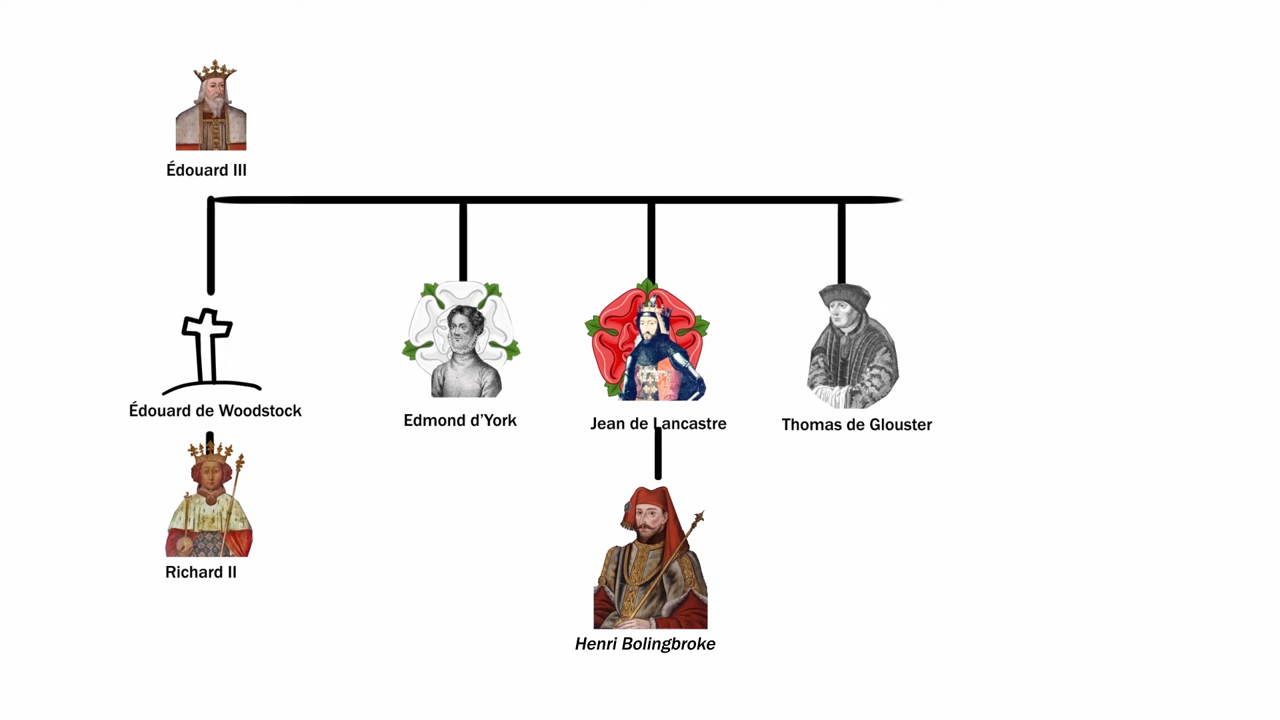 Édouard III
Édouard de Woodstock
Edmond d'York
Jean de Lancastre
Thomas de Glouster
Richard II
Henri Bolingbroke